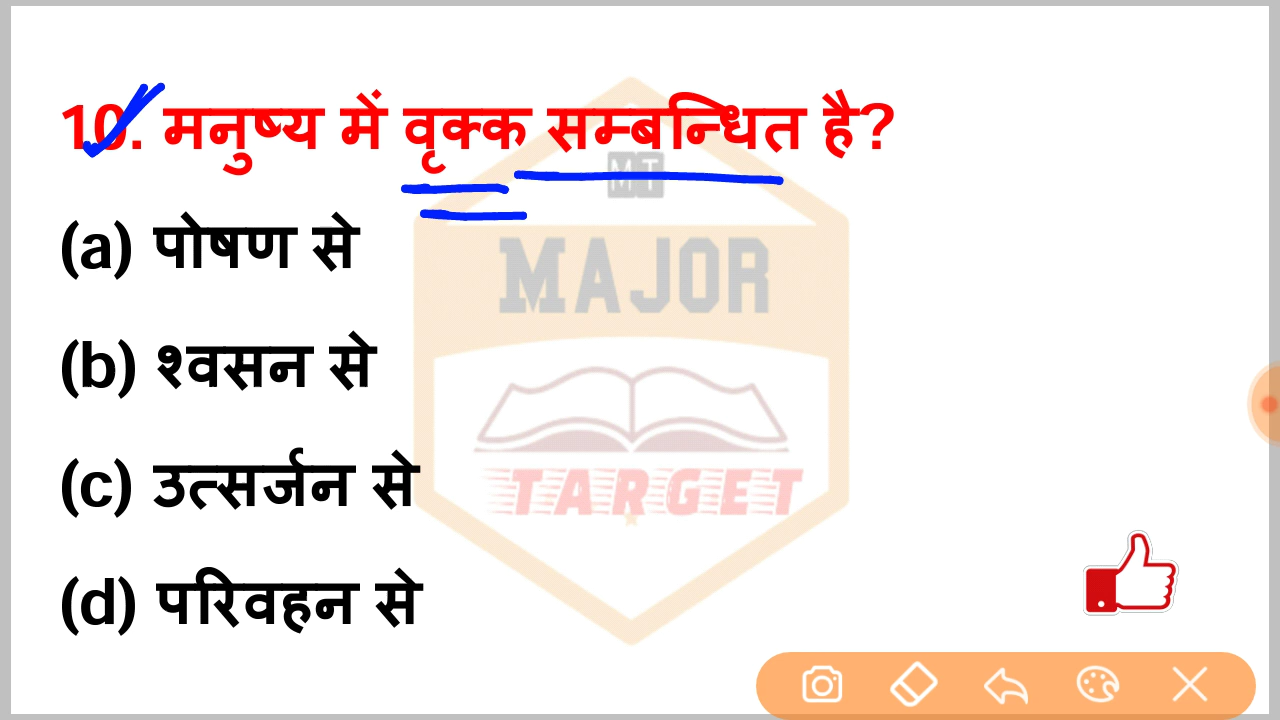 10. मनुष्य में वृक्क सम्बन्धित है?
MT
(a) पोषण से
MAJOR
(b) श्वसन से
(c) उत्सर्जन से
TARGET
(d) परिवहन से